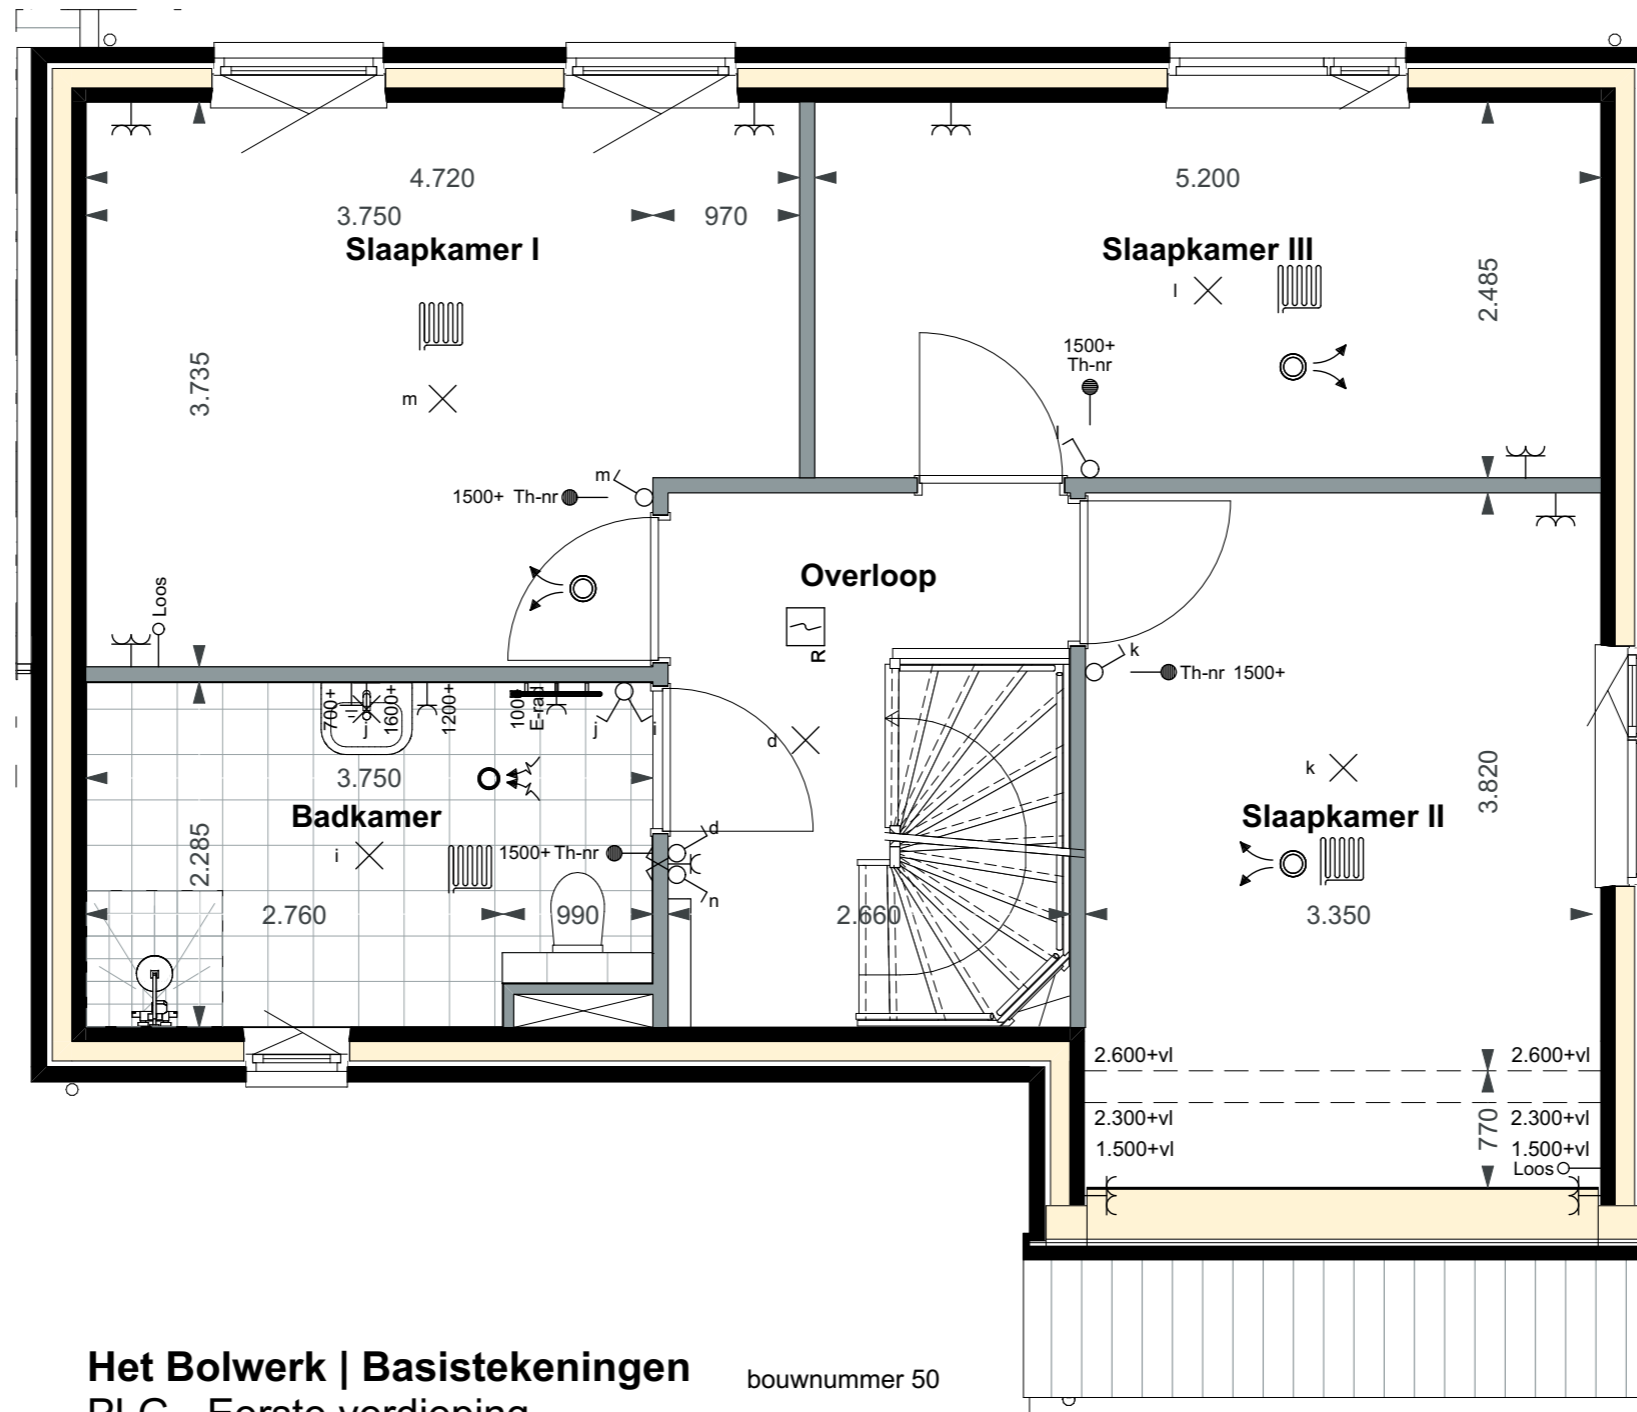 4.720
5.200
3.750
970
Slaapkamer I
Slaapkamer III
l
2.485
1500+
Th-nr
3.735
m
l
m
1500+ Th-nr
Overloop
Loos
R
k
Th-nr 1500+
700+
j
1600+
1200+
E-rad
j
i
d
3.750
k
3.820
Badkamer
Slaapkamer II
i
2.285
1500+ Th-nr
d
n
2.760
990
2.660
3.350
2.600+vl
2.600+vl
2.300+vl
2.300+vl
770
1.500+vl
1.500+vl
Loos
Het Bolwerk | Basistekeningen
bouwnummer 50
Eerste verdieping